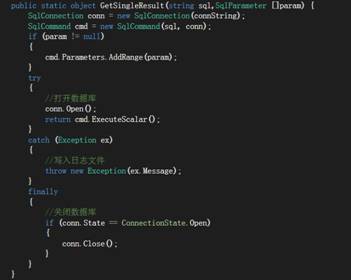 public static object GetSingleResult(string sql,SqlParameter []param) {
SqlConnection conn = new SqlConnection(connString);
SqlCommand cmd = new SqlCommand(sql, conn);
if (param != null)
{
cmd.Parameters.AddRange(param);
}
try
{
//打开数据库
conn.Open();
return cmd.ExecuteScalar();
}
catch (Exception ex)
{
//写入日志文件
throw new Exception(ex.Message);
}
finally
{
//关闭数据库
if (conn.State == ConnectionState.Open)
{
conn.Close();
}
}
}